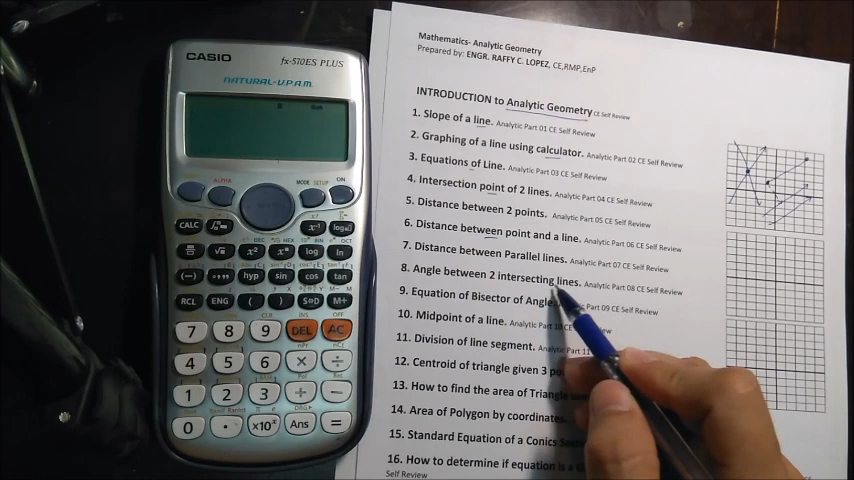 CASIO
fx-570ES PLUS
NATURAL-V.P.A.M.
ALPHA
MODE SETUP
ON
CALC
x²
log
ln
(−)
hyp
sin
cos
tan
RCL
ENG
(
)
S⇔D
M+
7
8
9
DEL
AC
4
5
6
×
÷
1
2
3
+
−
0
.
×10ˣ
Ans
=
Mathematics- Analytic Geometry
Prepared by: ENGR. RAFFY C. LOPEZ, CE,RMP,EnP
INTRODUCTION to Analytic Geometry CE Self Review
1. Slope of a line. Analytic Part 01 CE Self Review
2. Graphing of a line using calculator. Analytic Part 02 CE Self Review
3. Equations of Line. Analytic Part 03 CE Self Review
4. Intersection point of 2 lines. Analytic Part 04 CE Self Review
5. Distance between 2 points. Analytic Part 05 CE Self Review
6. Distance between point and a line. Analytic Part 06 CE Self Review
7. Distance between Parallel lines. Analytic Part 07 CE Self Review
8. Angle between 2 intersecting lines. Analytic Part 08 CE Self Review
9. Equation of Bisector of Angle Part 09 CE Self Review
10. Midpoint of a line. Analytic Part 10 CE
11. Division of line segment. Analytic Part 11
12. Centroid of triangle given 3
13. How to find the area of Triangle
14. Area of Polygon by coordinates.
15. Standard Equation of a Conics
16. How to determine if equation is a
Self Review